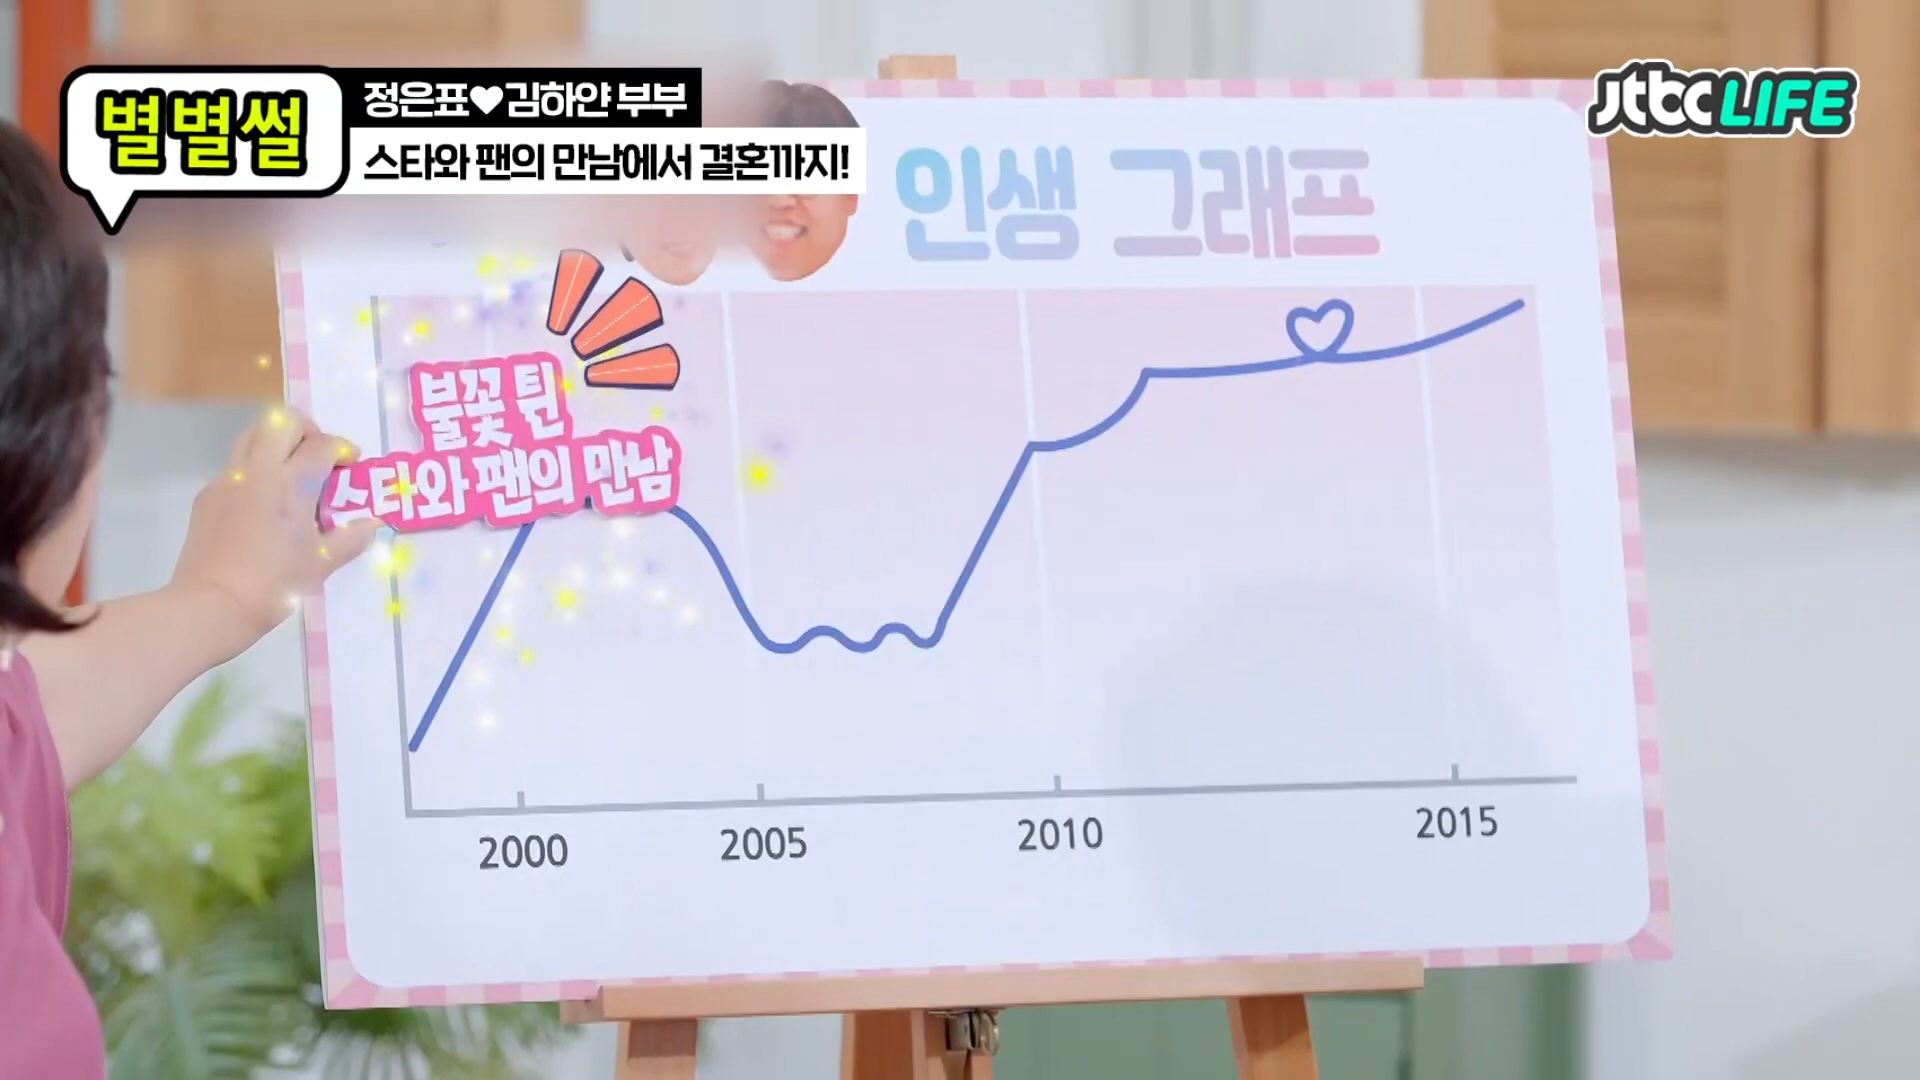 별별썰
정은표♥김하얀 부부
스타와 팬의 만남에서 결혼까지!
jtbc LIFE
인생 그래프
불꽃 튄
스타와 팬의 만남
2000
2005
2010
2015